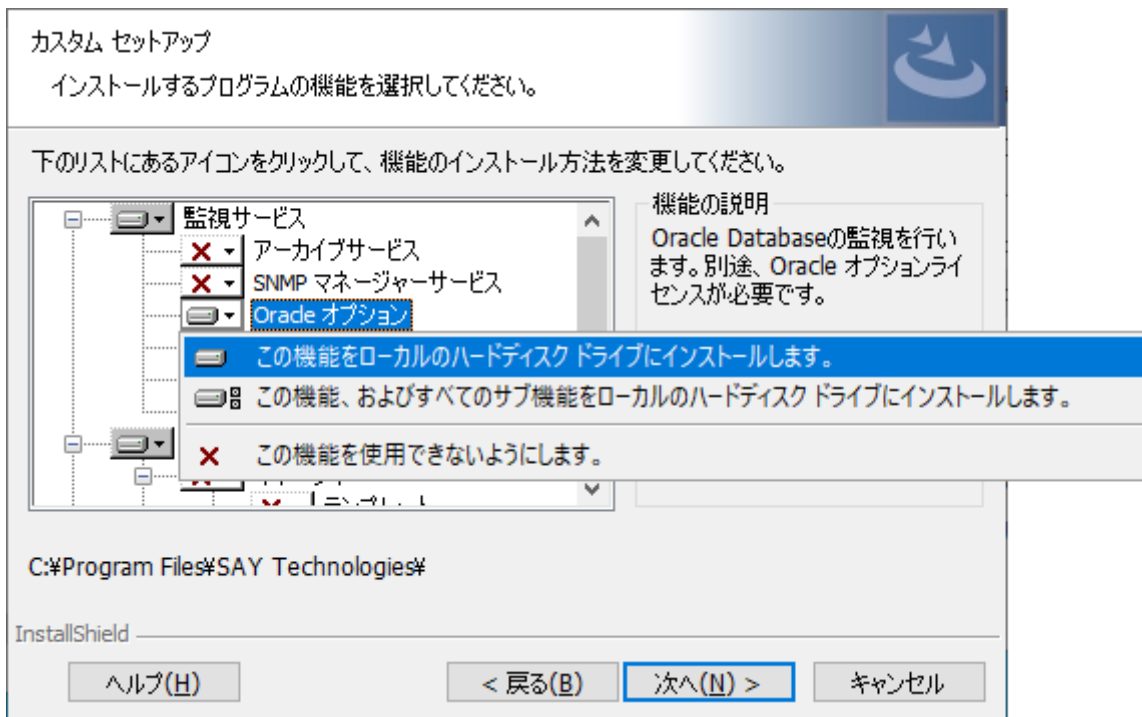 カスタム セットアップ
インストールするプログラムの機能を選択してください。
下のリストにあるアイコンをクリックして、機能のインストール方法を変更してください。
監視サービス
アーカイブサービス
SNMP マネージャーサービス
Oracle オプション
機能の説明
Oracle Databaseの監視を行い
ます。別途、Oracle オプションライ
センスが必要です。
この機能をローカルのハードディスク ドライブにインストールします。
この機能、およびすべてのサブ機能をローカルのハードディスク ドライブにインストールします。
この機能を使用できないようにします。
C:¥Program Files¥SAY Technologies¥
InstallShield
ヘルプ(H)
< 戻る(B)
次へ(N) >
キャンセル